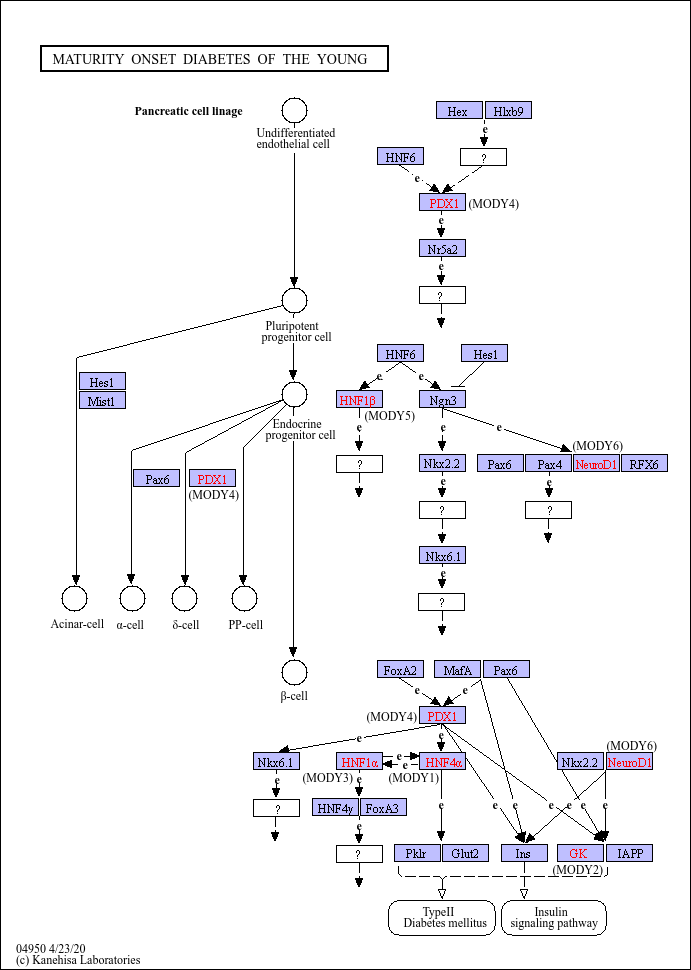 MATURITY ONSET DIABETES OF THE YOUNG
Pancreatic cell linage
Undifferentiated
endothelial cell
Hex Hlxb9
e
HNF6 ?
e
PDX1 (MODY4)
e
Nr5a2
e
?
Pluripotent
progenitor cell
HNF6 Hes1
e e
Hes1
Mist1
HNF1β Ngn3
(MODY5)
Endocrine
progenitor cell
e e e
(MODY6)
? Nkx2.2 Pax6 Pax4 NeuroD1 RFX6
Pax6 PDX1
(MODY4)
e e
? ?
e
Nkx6.1
e
?
Acinar-cell α-cell δ-cell PP-cell
β-cell
FoxA2 MafA Pax6
e e
(MODY4) PDX1
e e
(MODY6)
Nkx6.1 HNF1α e HNF4α Nkx2.2 NeuroD1
e
(MODY3) (MODY1)
e e
? HNF4γ FoxA3
e e e e e e e
? Pklr Glut2 Ins GK IAPP
(MODY2)
TypeII
Diabetes mellitus
Insulin
signaling pathway
04950 4/23/20
(c) Kanehisa Laboratories